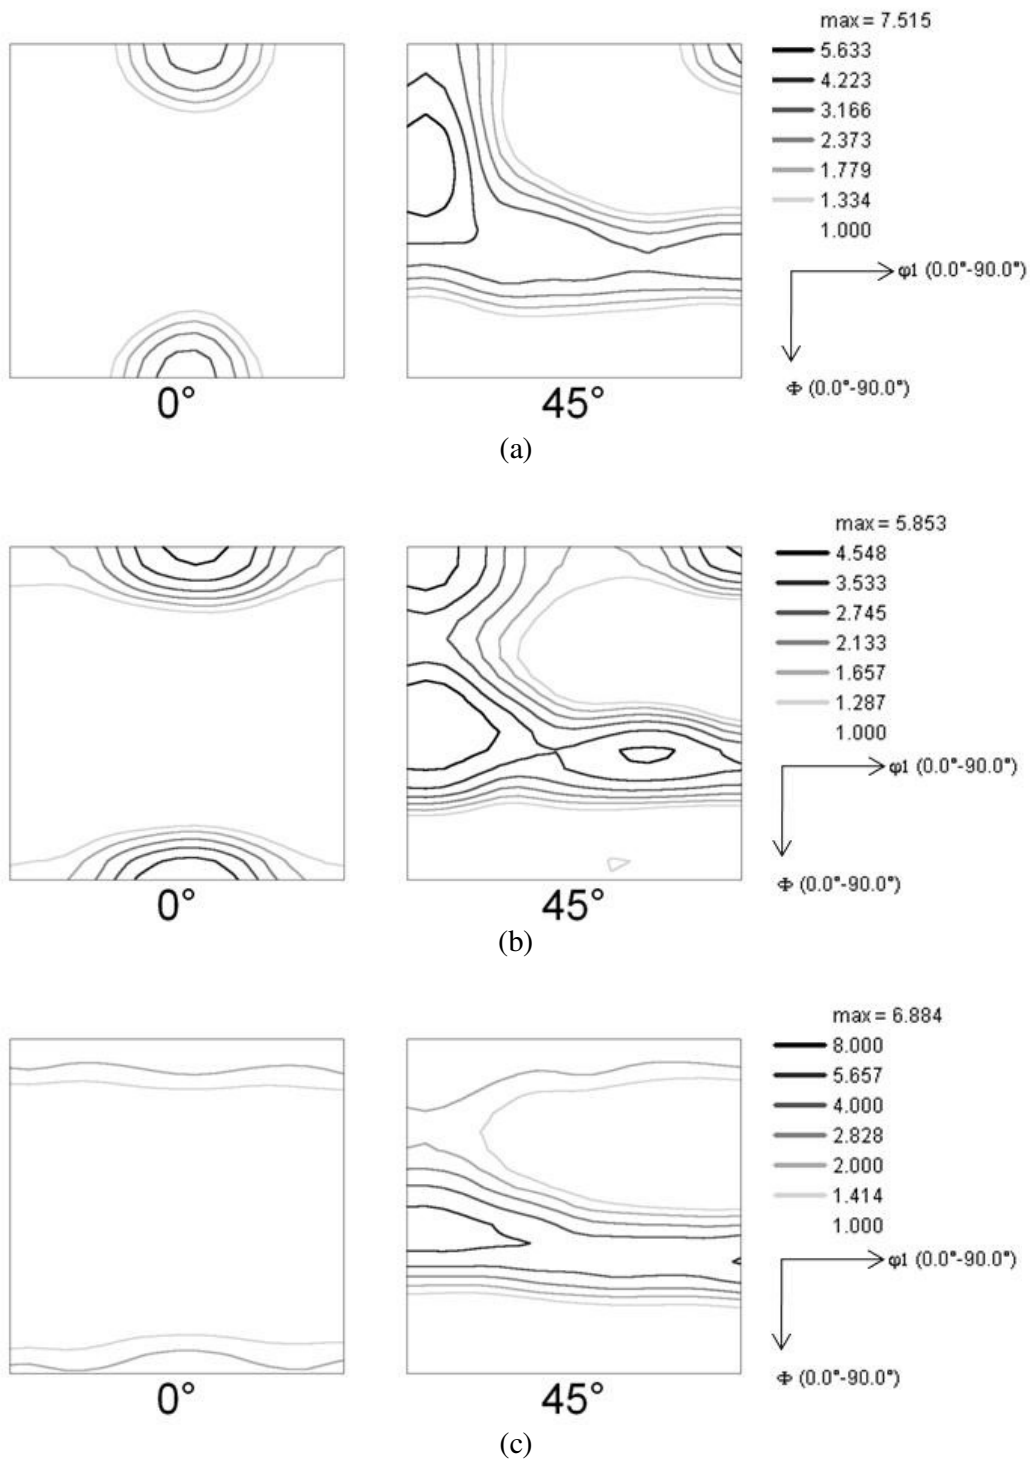 max = 7.515
5.633
4.223
3.166
2.373
1.779
1.334
1.000
φ1 (0.0°-90.0°)
Φ (0.0°-90.0°)
0°
45°
(a)
max = 5.853
4.548
3.533
2.745
2.133
1.657
1.287
1.000
φ1 (0.0°-90.0°)
Φ (0.0°-90.0°)
0°
45°
(b)
max = 6.884
8.000
5.657
4.000
2.828
2.000
1.414
1.000
φ1 (0.0°-90.0°)
Φ (0.0°-90.0°)
0°
45°
(c)